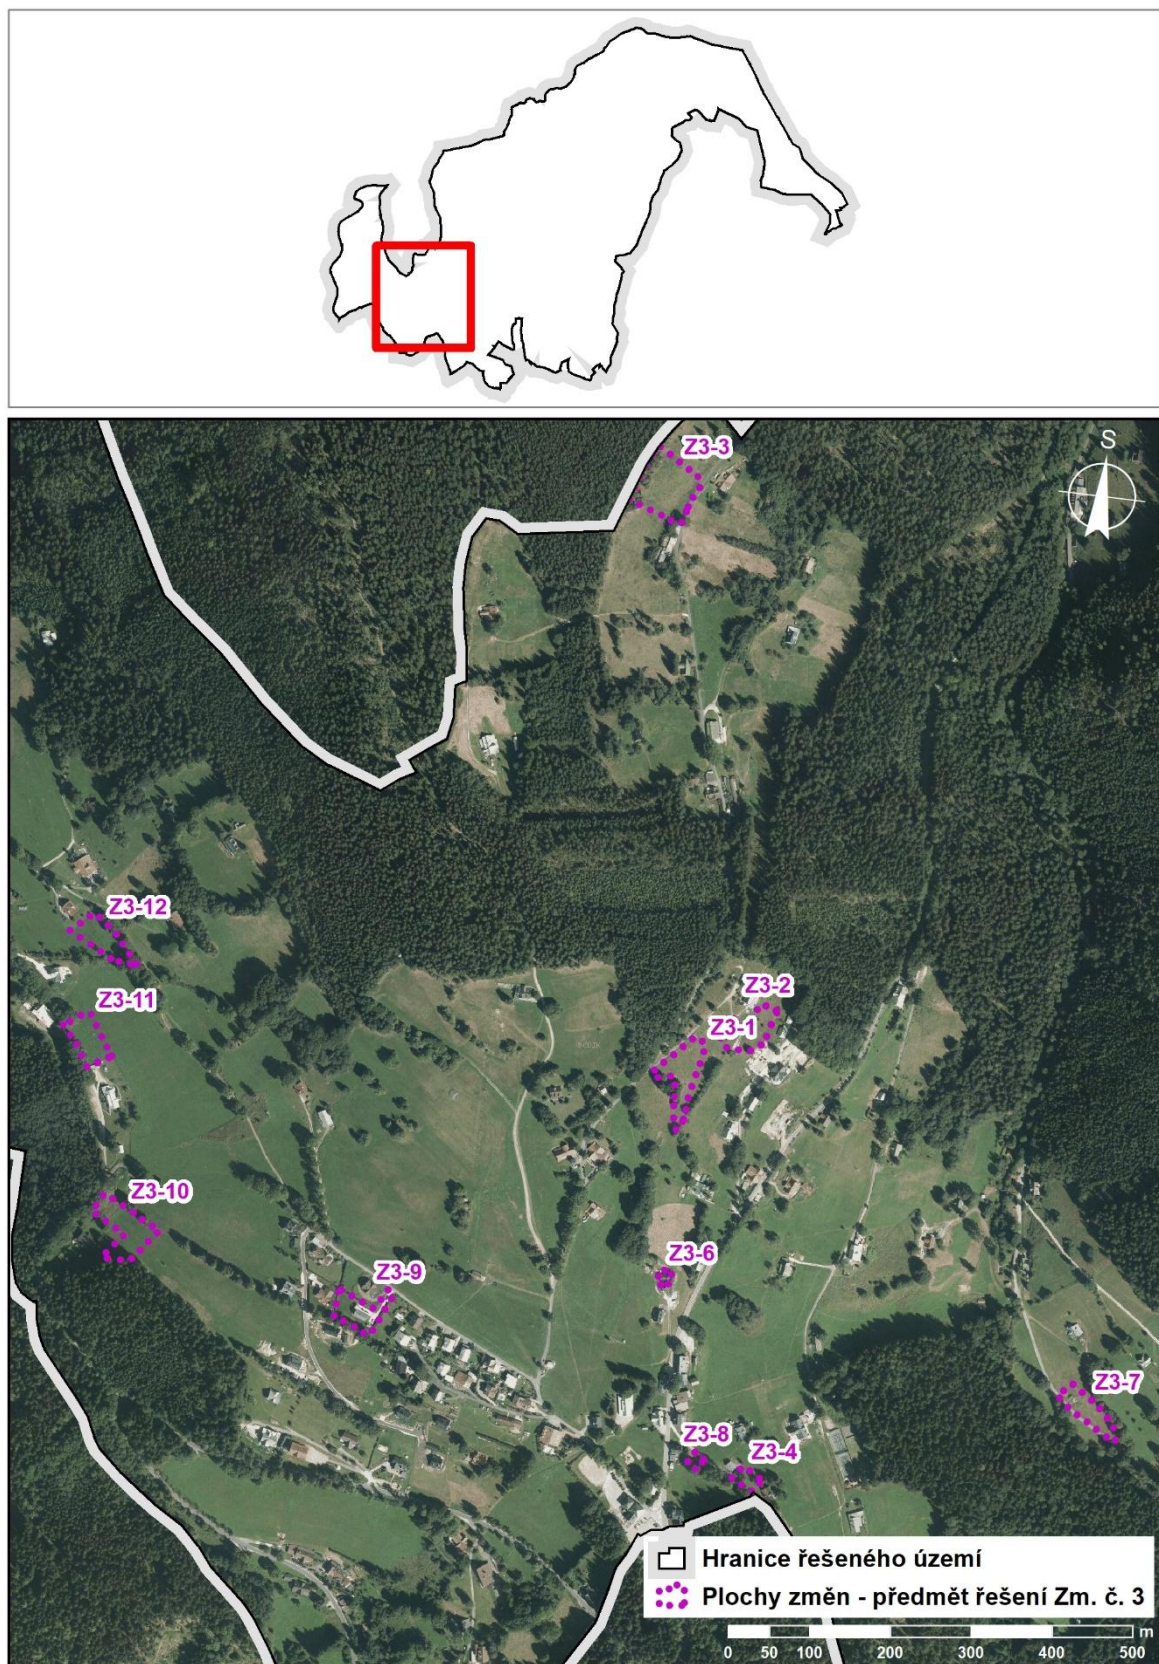 Z3-3
S
Z3-12
Z3-11
Z3-2
Z3-1
Z3-10
Z3-9
Z3-6
Z3-7
Z3-8
Z3-4
Hranice řešeného území
Plochy změn - předmět řešení Zm. č. 3
m
0 50 100 200 300 400 500